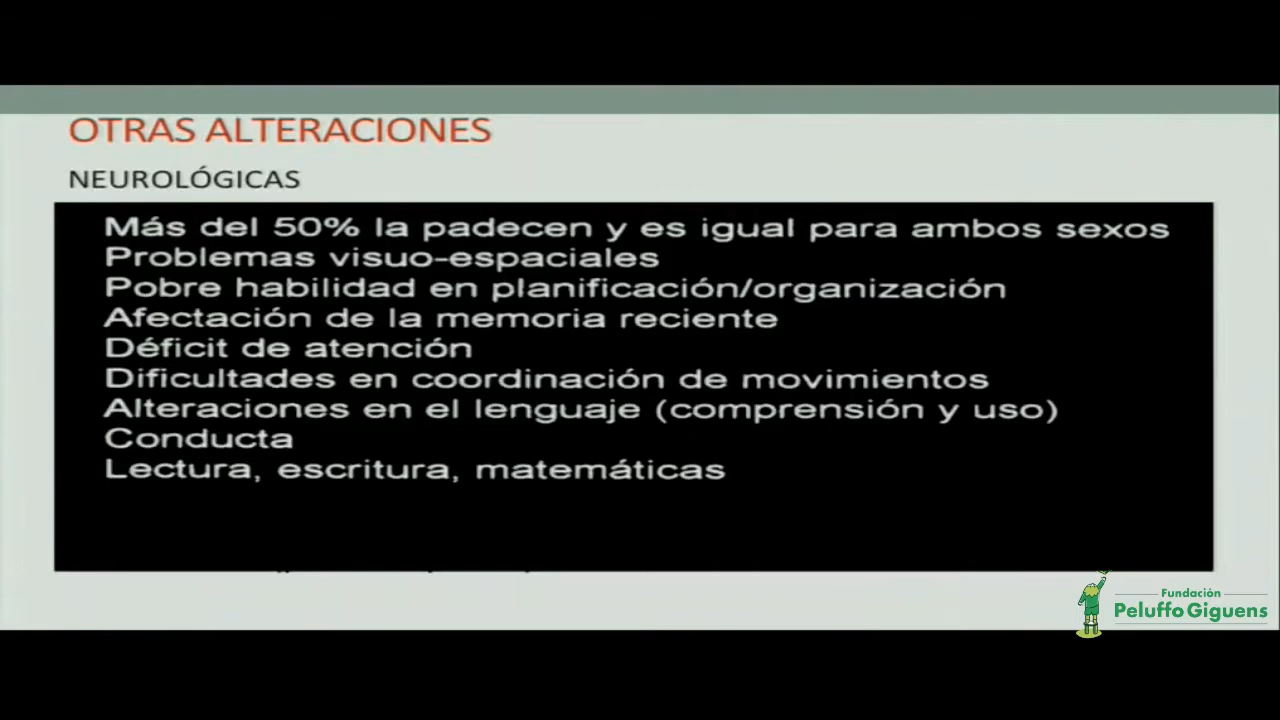 OTRAS ALTERACIONES
NEUROLÓGICAS
Más del 50% la padecen y es igual para ambos sexos
Problemas visuo-espaciales
Pobre habilidad en planificación/organización
Afectación de la memoria reciente
Déficit de atención
Dificultades en coordinación de movimientos
Alteraciones en el lenguaje (comprensión y uso)
Conducta
Lectura, escritura, matemáticas
Fundación
Peluffo Giguens